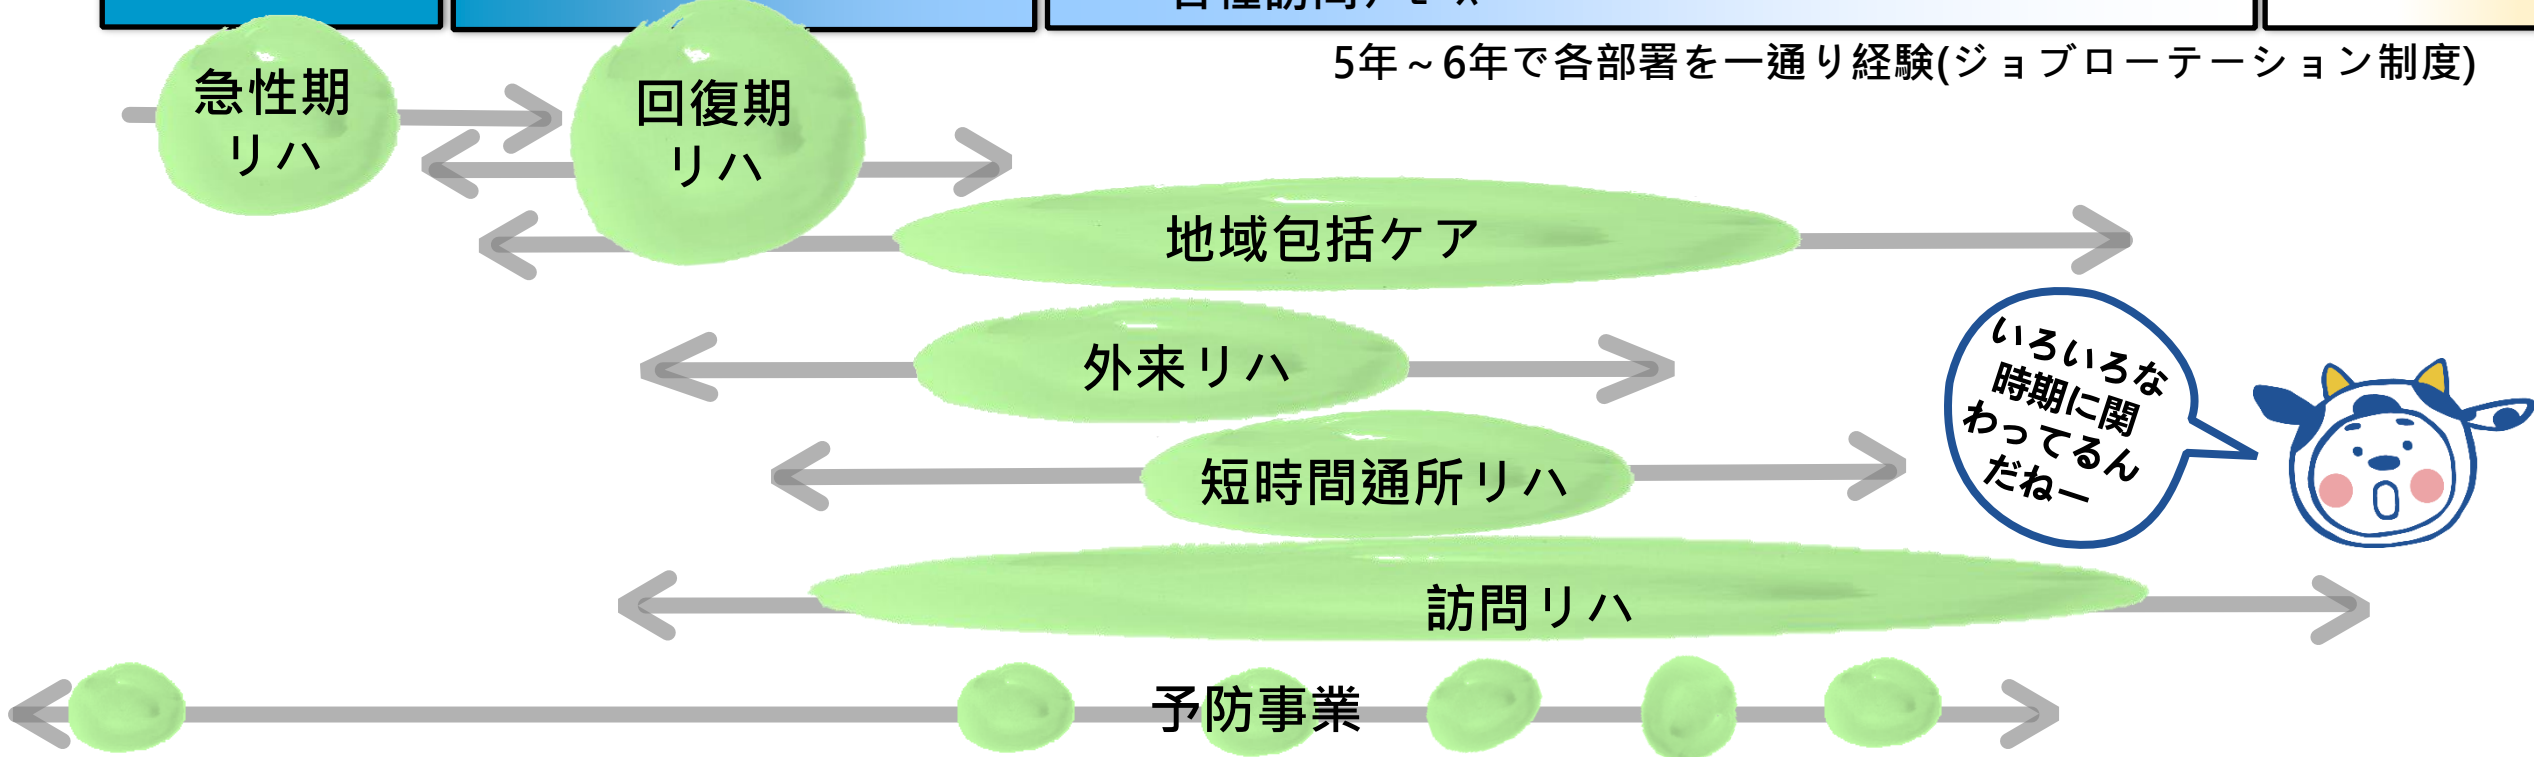 5年～6年で各部署を一通り経験(ジョブローテーション制度)
急性期
リハ
回復期
リハ
地域包括ケア
外来リハ
短時間通所リハ
訪問リハ
予防事業
いろいろな
時期に関
わってるん
だねー